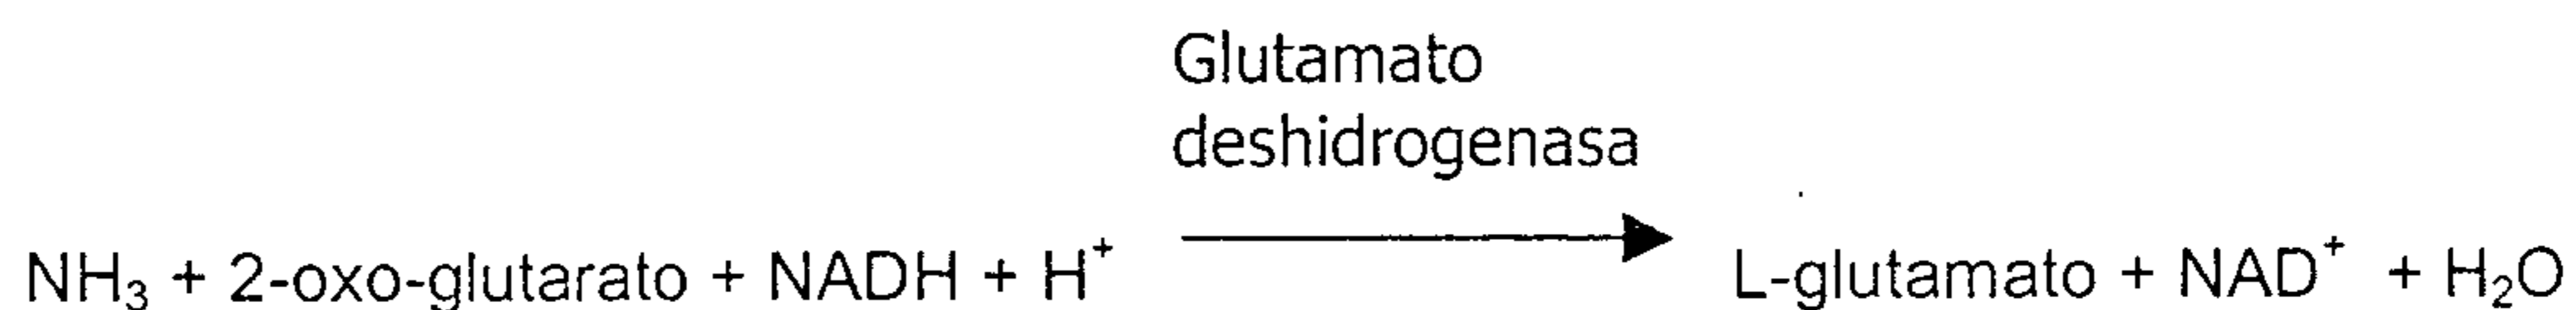 Glutamato
deshidrogenasa
NH₃ + 2-oxo-glutarato + NADH + H⁺ → L-glutamato + NAD⁺ + H₂O